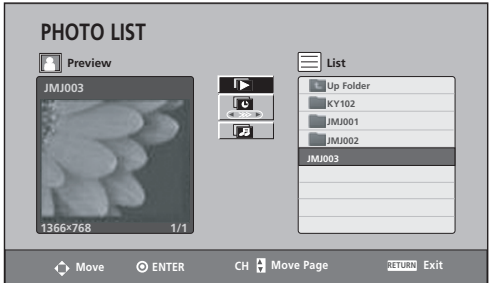 PHOTO LIST
Preview
JMJ003
1366×768 1/1
List
Up Folder
KY102
JMJ001
JMJ002
JMJ003
Move ENTER CH Move Page RETURN Exit